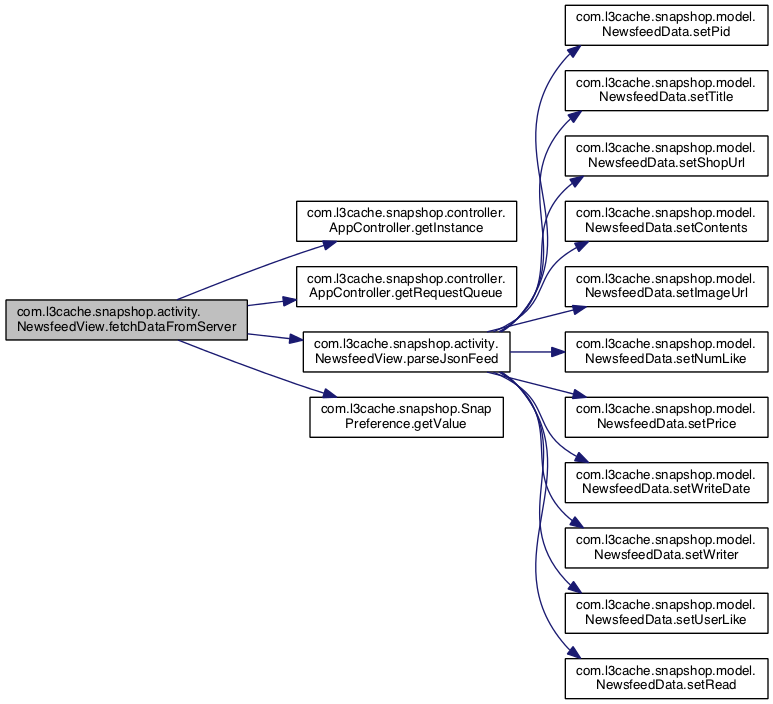 com.l3cache.snapshop.activity.
NewsfeedView.fetchDataFromServer
com.l3cache.snapshop.controller.
AppController.getInstance
com.l3cache.snapshop.controller.
AppController.getRequestQueue
com.l3cache.snapshop.activity.
NewsfeedView.parseJsonFeed
com.l3cache.snapshop.Snap
Preference.getValue
com.l3cache.snapshop.model.
NewsfeedData.setPid
com.l3cache.snapshop.model.
NewsfeedData.setTitle
com.l3cache.snapshop.model.
NewsfeedData.setShopUrl
com.l3cache.snapshop.model.
NewsfeedData.setContents
com.l3cache.snapshop.model.
NewsfeedData.setImageUrl
com.l3cache.snapshop.model.
NewsfeedData.setNumLike
com.l3cache.snapshop.model.
NewsfeedData.setPrice
com.l3cache.snapshop.model.
NewsfeedData.setWriteDate
com.l3cache.snapshop.model.
NewsfeedData.setWriter
com.l3cache.snapshop.model.
NewsfeedData.setUserLike
com.l3cache.snapshop.model.
NewsfeedData.setRead